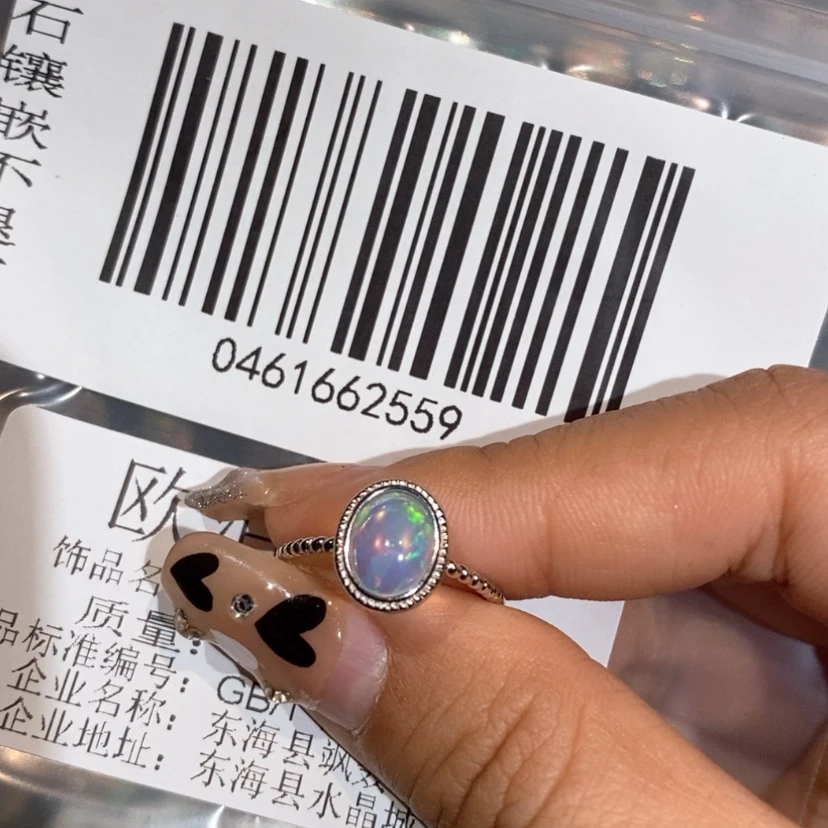 石镶嵌不
0461662559
欧
饰品名
质量:
品标准编号: GB/T
企业名称: 东海县飒
企业地址: 东海县水晶城